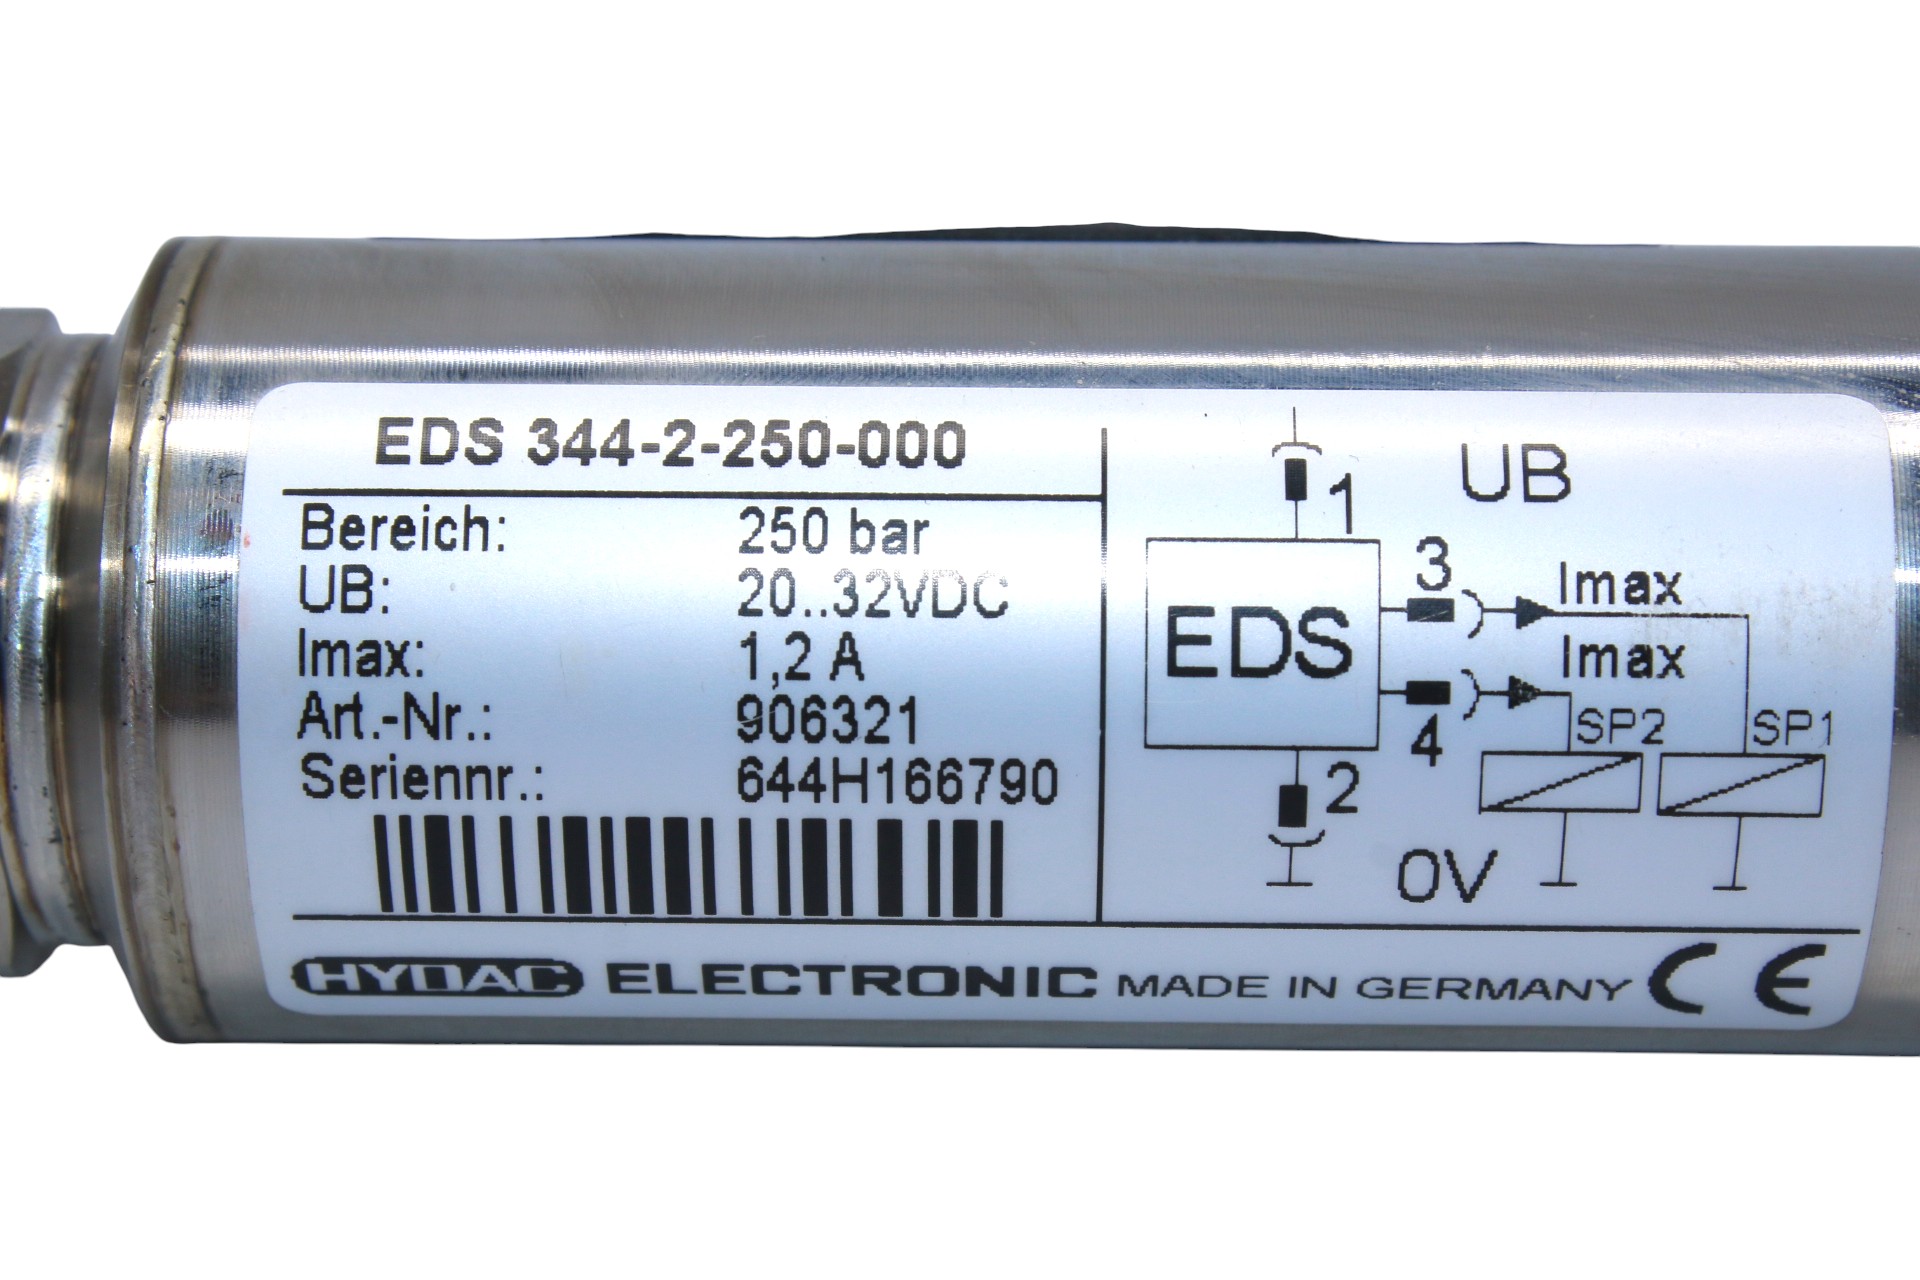 EDS 344-2-250-000
Bereich: 250 bar
UB: 20..32VDC
Imax: 1,2 A
Art.-Nr.: 906321
Seriennr.: 644H166790
1
UB
3
Imax
Imax
EDS
4
SP2
SP1
2
0V
HYDAC ELECTRONIC MADE IN GERMANY CE